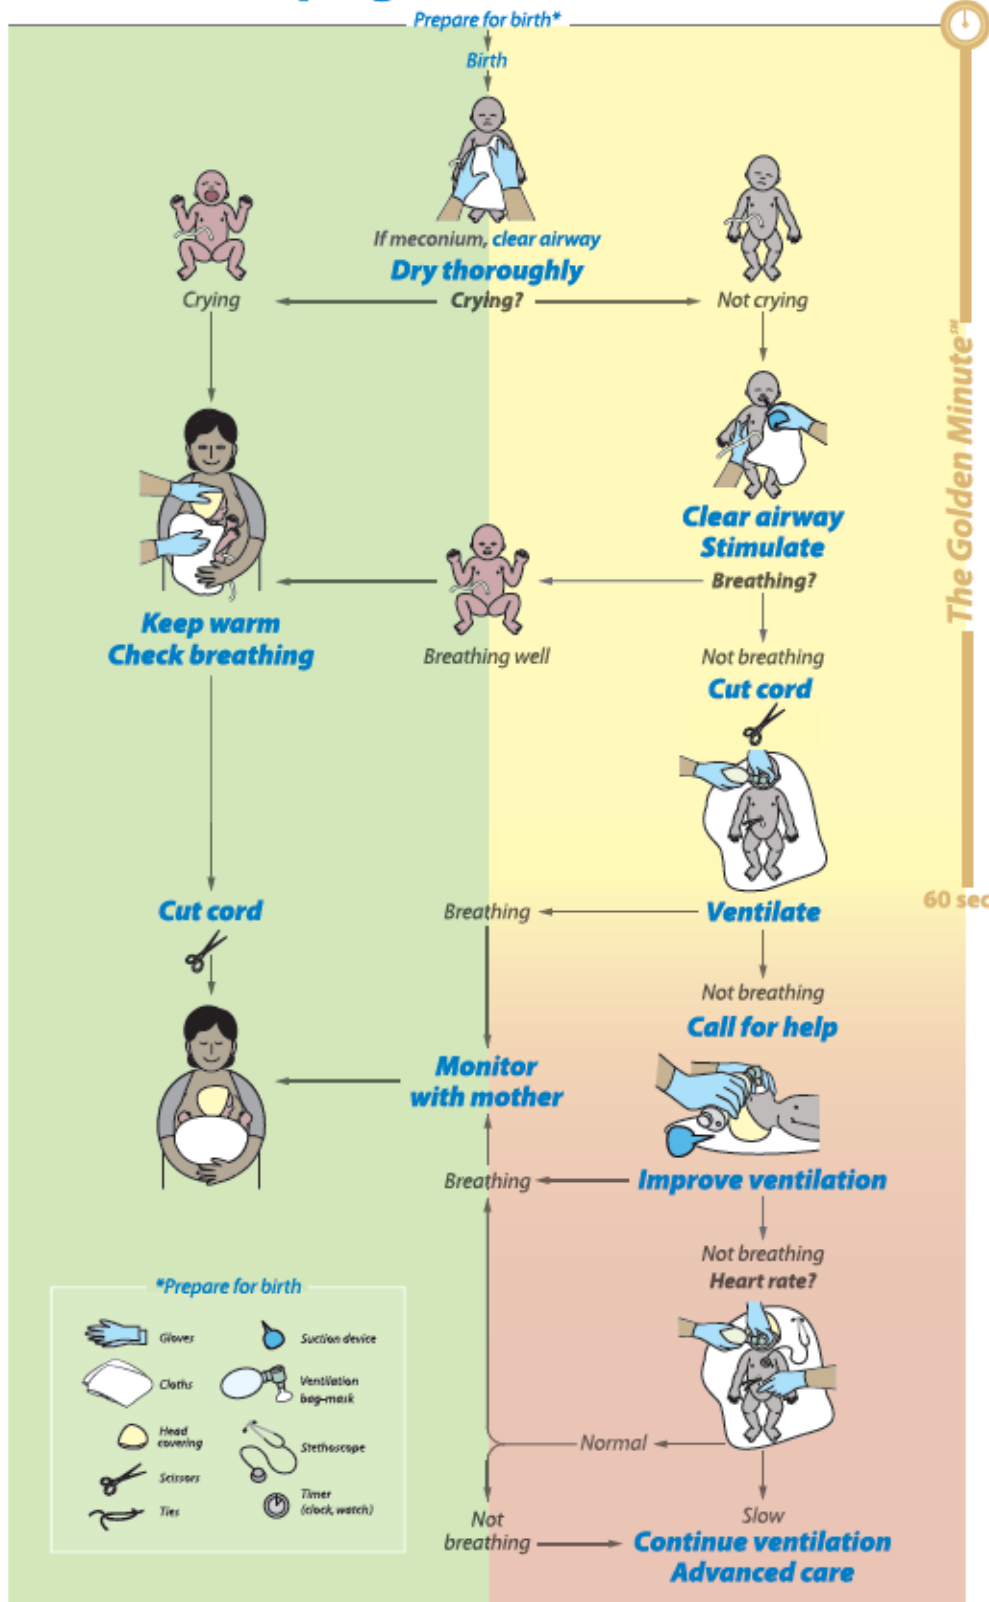 Prepare for birth*
Birth
If meconium, clear airway
Dry thoroughly
Crying
Crying?
Not crying
Clear airway
Stimulate
Breathing?
Keep warm
Check breathing
Breathing well
Not breathing
Cut cord
The Golden Minute℠
60 sec
Cut cord
Breathing
Ventilate
Not breathing
Call for help
Monitor
with mother
Breathing
Improve ventilation
Not breathing
Heart rate?
*Prepare for birth
Gloves
Suction device
Cloths
Ventilation
bag-mask
Head
covering
Stethoscope
Scissors
Timer
(clock, watch)
Ties
Normal
Not
breathing
Slow
Continue ventilation
Advanced care